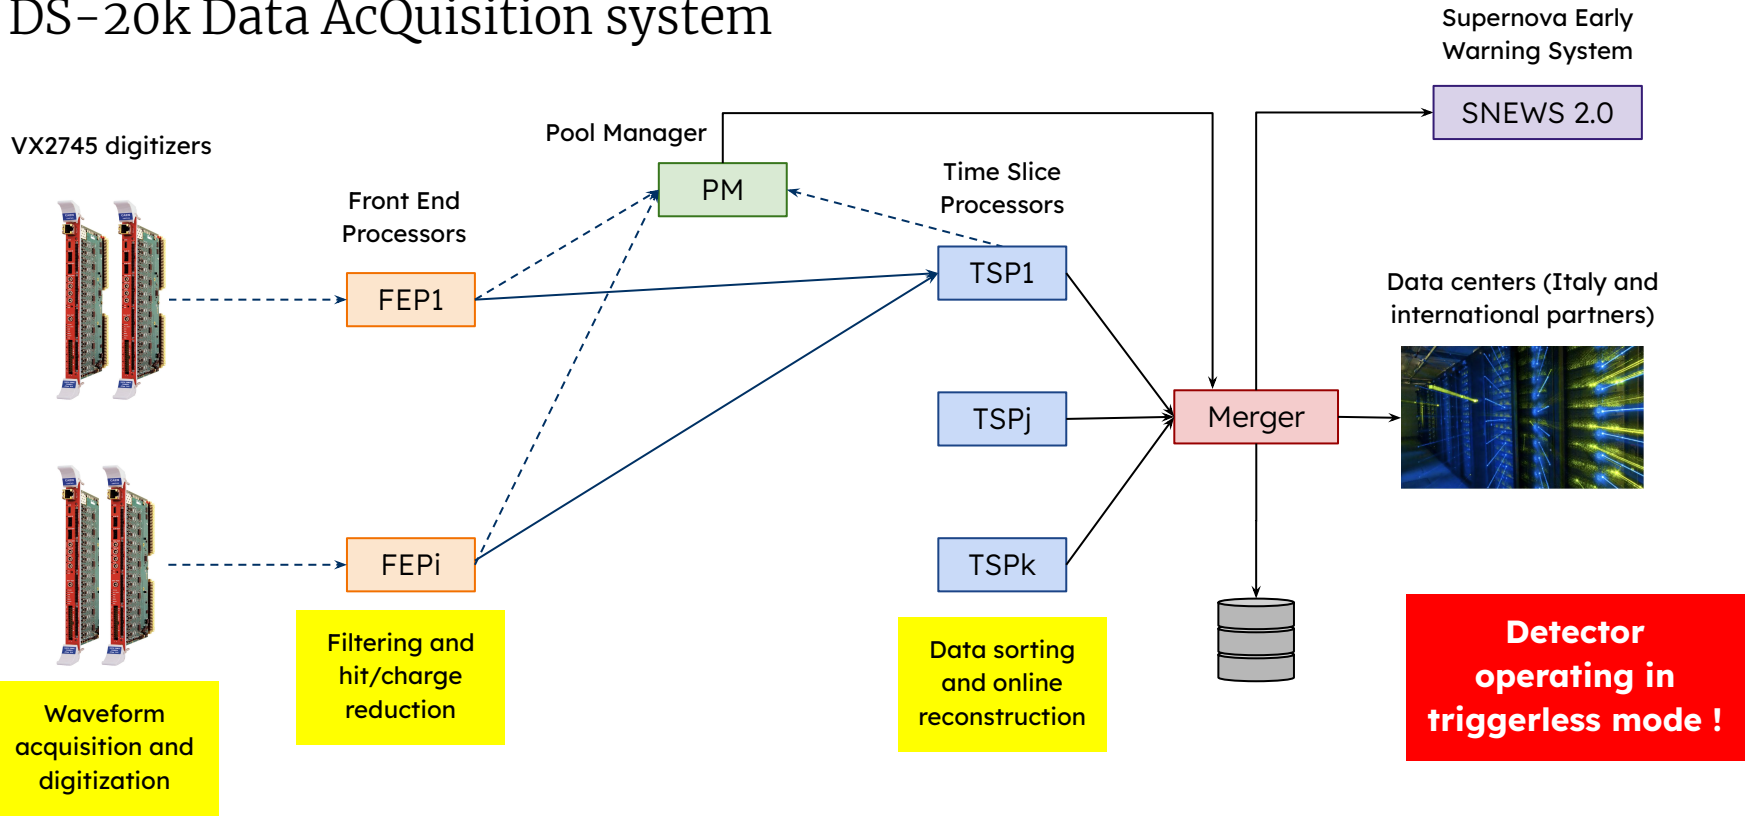 DS-20k Data AcQuisition system
Supernova Early
Warning System
SNEWS 2.0
VX2745 digitizers
Pool Manager
PM
Time Slice
Processors
Front End
Processors
FEP1
TSP1
Data centers (Italy and
international partners)
TSPj
Merger
FEPi
TSPk
Filtering and
hit/charge
reduction
Data sorting
and online
reconstruction
Detector
operating in
triggerless mode !
Waveform
acquisition and
digitization